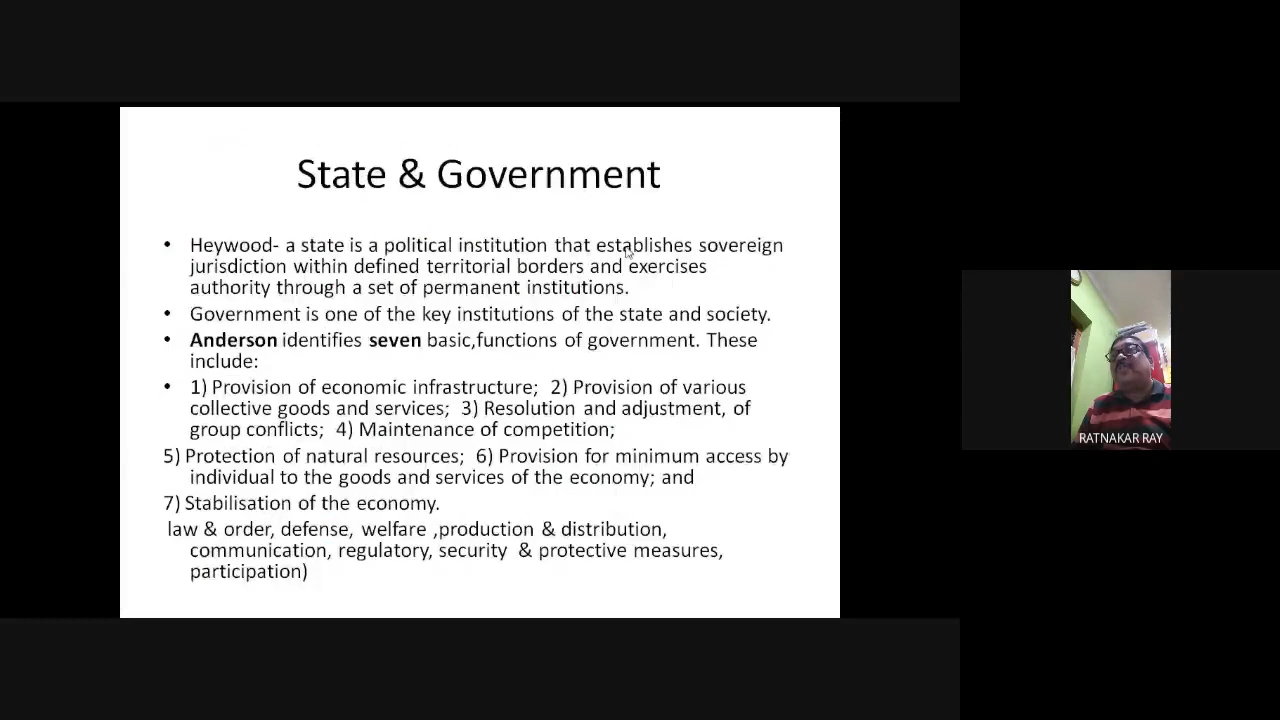 State & Government
• Heywood- a state is a political institution that establishes sovereign
jurisdiction within defined territorial borders and exercises
authority through a set of permanent institutions.
• Government is one of the key institutions of the state and society.
• Anderson identifies seven basic,functions of government. These
include:
• 1) Provision of economic infrastructure; 2) Provision of various
collective goods and services; 3) Resolution and adjustment, of
group conflicts; 4) Maintenance of competition;
5) Protection of natural resources; 6) Provision for minimum access by
individual to the goods and services of the economy; and
7) Stabilisation of the economy.
law & order, defense, welfare ,production & distribution,
communication, regulatory, security & protective measures,
participation)
RATNAKAR RAY